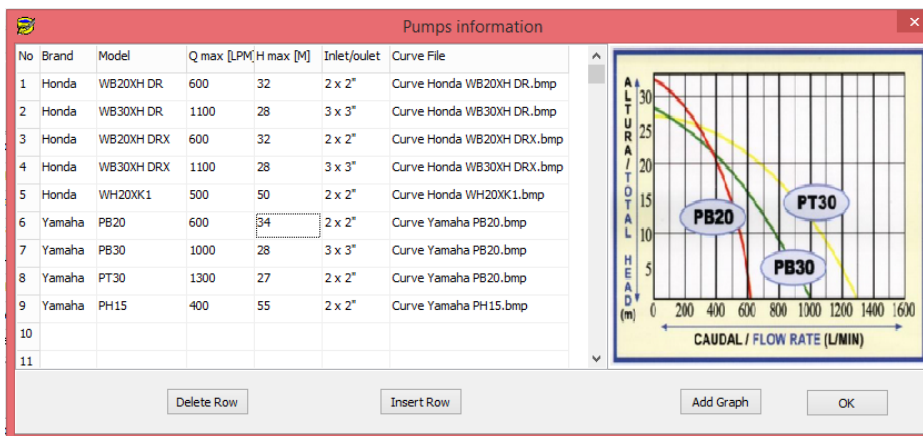 Pumps information
No Brand Model Q max [LPM] H max [M] Inlet/oulet Curve File
1 Honda WB20XH DR 600 32 2 x 2" Curve Honda WB20XH DR.bmp
2 Honda WB30XH DR 1100 28 3 x 3" Curve Honda WB30XH DR.bmp
3 Honda WB20XH DRX 600 32 2 x 2" Curve Honda WB20XH DRX.bmp
4 Honda WB30XH DRX 1100 28 3 x 3" Curve Honda WB30XH DRX.bmp
5 Honda WH20XK1 500 50 2 x 2" Curve Honda WH20XK1.bmp
6 Yamaha PB20 600 34 2 x 2" Curve Yamaha PB20.bmp
7 Yamaha PB30 1000 28 3 x 3" Curve Yamaha PB20.bmp
8 Yamaha PT30 1300 27 2 x 2" Curve Yamaha PB20.bmp
9 Yamaha PH15 400 55 2 x 2" Curve Yamaha PH15.bmp
10
11
ALTURA/TOTAL HEAD (m)
30
25
20
15
10
5
PT30
PB20
PB30
0 200 400 600 800 1000 1200 1400 1600
CAUDAL / FLOW RATE (L/MIN)
Delete Row
Insert Row
Add Graph
OK